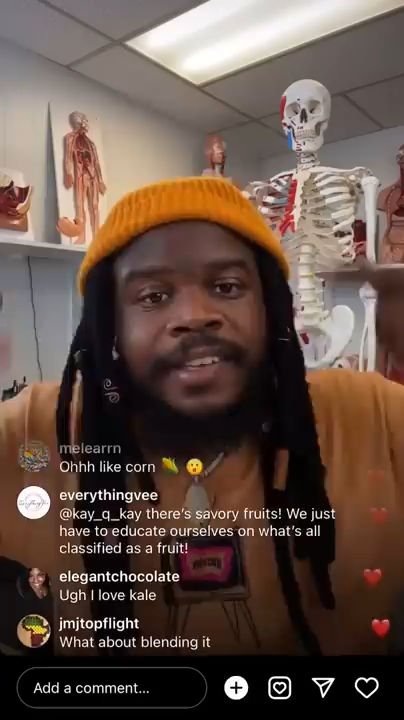 melearrn
Ohhh like corn 🌽 😮
everythingvee
@kay_q_kay there's savory fruits! We just
have to educate ourselves on what's all
classified as a fruit!
elegantchocolate
Ugh I love kale
jmjtopflight
What about blending it
Add a comment...